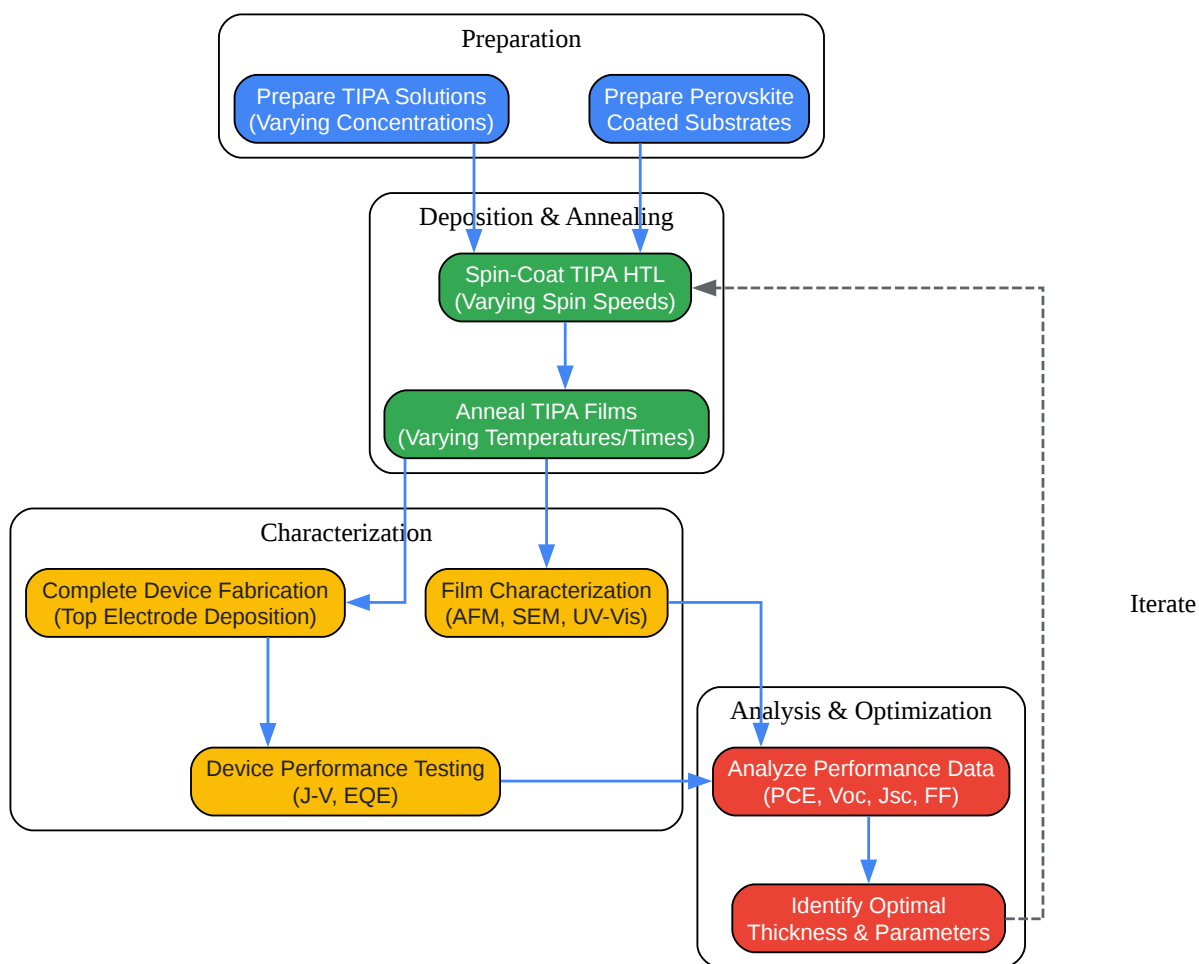 Preparation
Prepare TIPA Solutions
(Varying Concentrations)
Prepare Perovskite
Coated Substrates
Deposition & Annealing
Spin-Coat TIPA HTL
(Varying Spin Speeds)
Anneal TIPA Films
(Varying Temperatures/Times)
Characterization
Complete Device Fabrication
(Top Electrode Deposition)
Film Characterization
(AFM, SEM, UV-Vis)
Iterate
Device Performance Testing
(J-V, EQE)
Analysis & Optimization
Analyze Performance Data
(PCE, Voc, Jsc, FF)
Identify Optimal
Thickness & Parameters